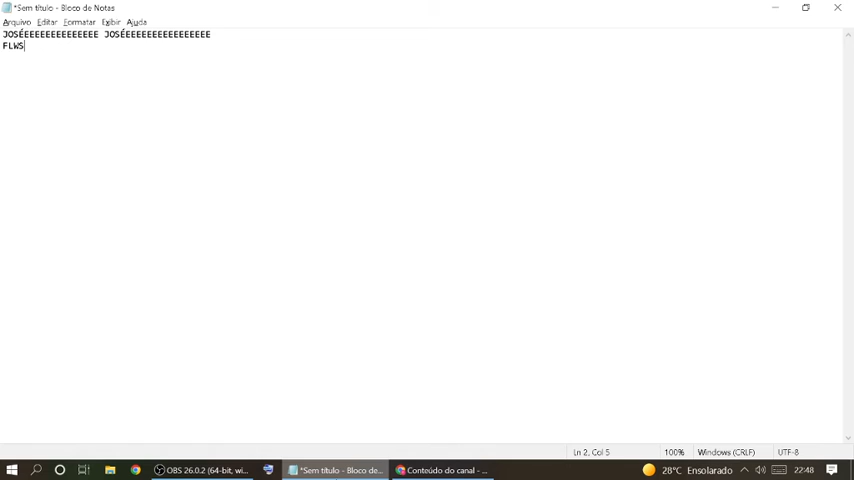 *Sem título - Bloco de Notas
Arquivo Editar Formatar Exibir Ajuda
JOSÉEEEEEEEEEEEEEE JOSÉEEEEEEEEEEEEEEEE
FLWS
Ln 2, Col 5 100% Windows (CRLF) UTF-8
OBS 26.0.2 (64-bit, wi... *Sem título - Bloco de... Conteúdo do canal - ... 28°C Ensolarado 22:48